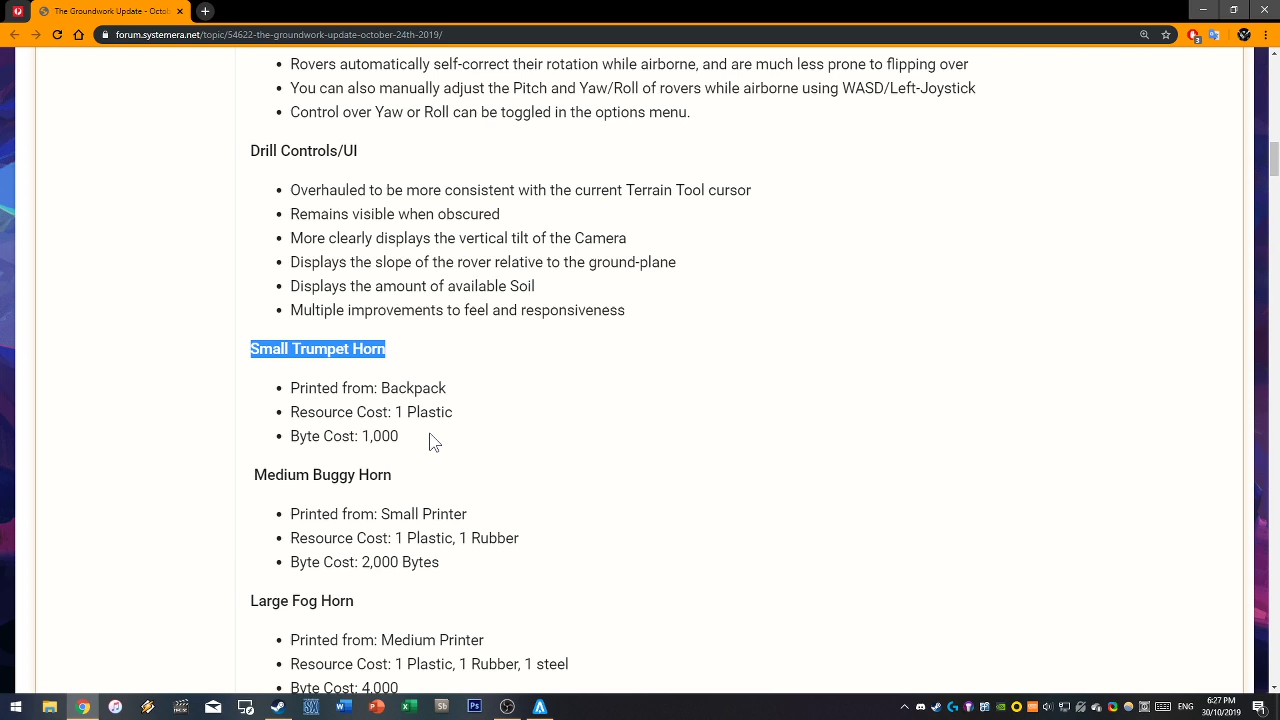 The Groundwork Update - Octob
forum.systemera.net/topic/54622-the-groundwork-update-october-24th-2019/
Rovers automatically self-correct their rotation while airborne, and are much less prone to flipping over
You can also manually adjust the Pitch and Yaw/Roll of rovers while airborne using WASD/Left-Joystick
Control over Yaw or Roll can be toggled in the options menu.
Drill Controls/UI
Overhauled to be more consistent with the current Terrain Tool cursor
Remains visible when obscured
More clearly displays the vertical tilt of the Camera
Displays the slope of the rover relative to the ground-plane
Displays the amount of available Soil
Multiple improvements to feel and responsiveness
Small Trumpet Horn
Printed from: Backpack
Resource Cost: 1 Plastic
Byte Cost: 1,000
Medium Buggy Horn
Printed from: Small Printer
Resource Cost: 1 Plastic, 1 Rubber
Byte Cost: 2,000 Bytes
Large Fog Horn
Printed from: Medium Printer
Resource Cost: 1 Plastic, 1 Rubber, 1 steel
Byte Cost: 4,000
ENG
6:27 PM
30/10/2019